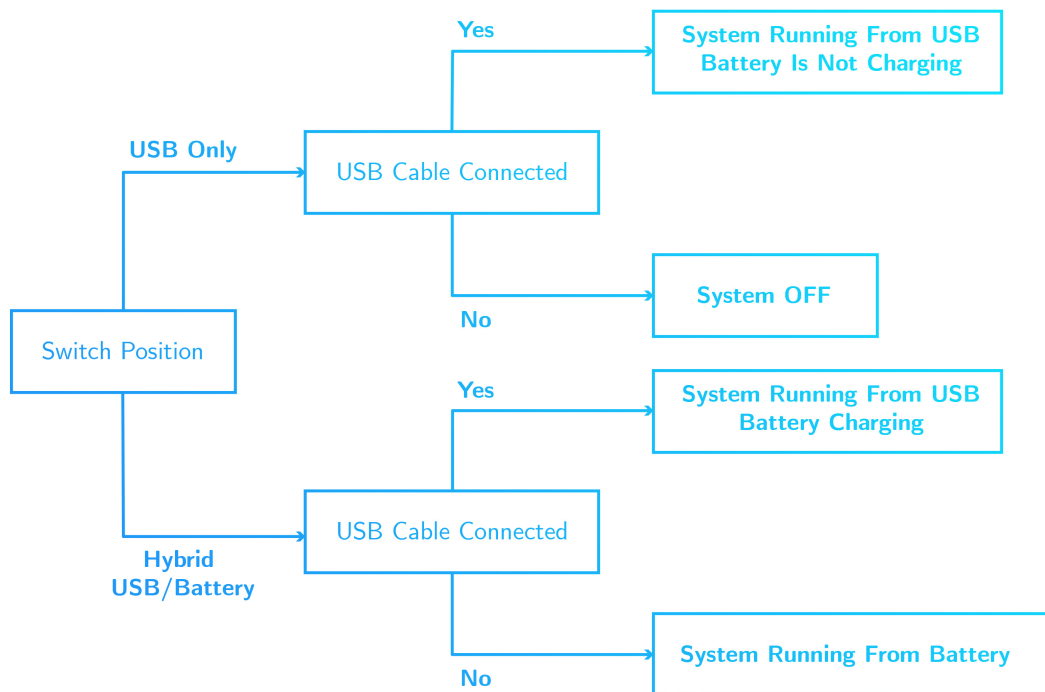 Yes
System Running From USB
Battery Is Not Charging
USB Only
USB Cable Connected
System OFF
No
Switch Position
Yes
System Running From USB
Battery Charging
USB Cable Connected
Hybrid
USB/Battery
System Running From Battery
No